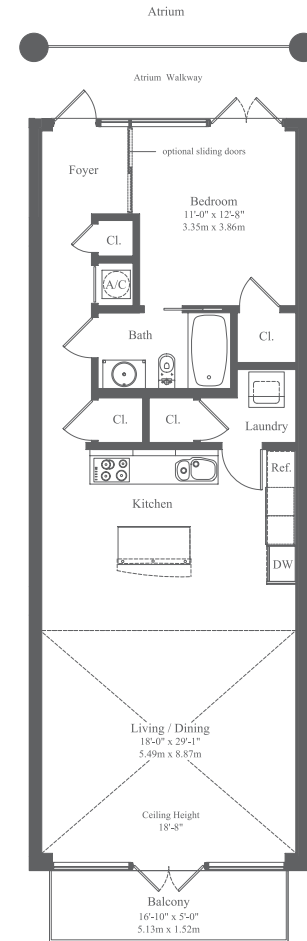 Atrium
Atrium Walkway
optional sliding doors
Foyer
Bedroom
11'-0" x 12'-8"
3.35m x 3.86m
Cl.
A/C
Bath
Cl.
Cl.
Cl.
Laundry
Ref.
Kitchen
DW
Living / Dining
18'-0" x 29'-1"
5.49m x 8.87m
Ceiling Height
18'-8"
Balcony
16'-10" x 5'-0"
5.13m x 1.52m